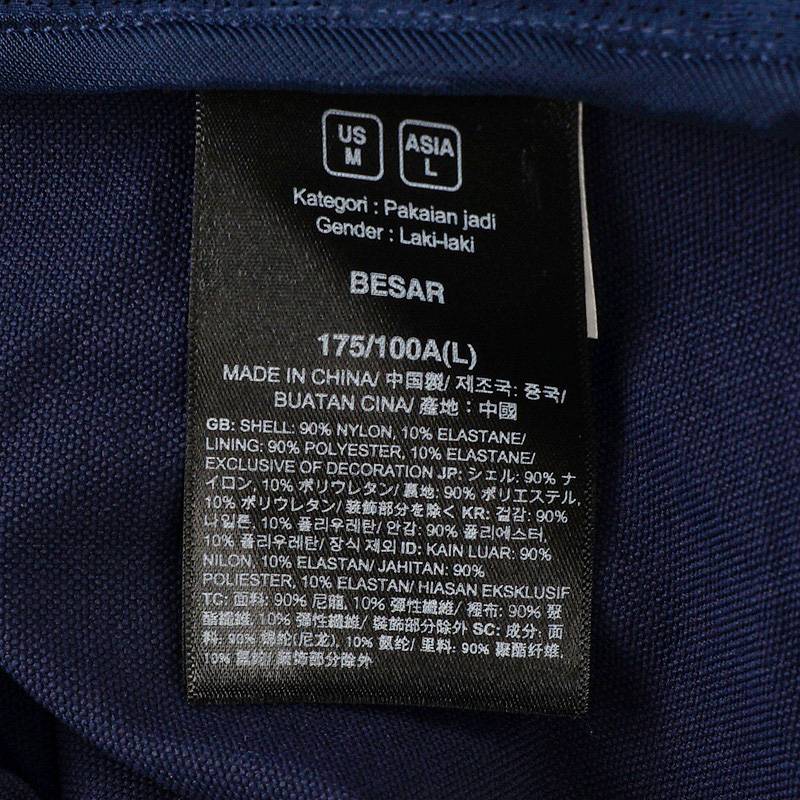 US
M
ASIA
L
Kategori : Pakaian jadi
Gender : Laki-laki
BESAR
175/100A(L)
MADE IN CHINA/ 中国製/ 제조국: 중국/
BUATAN CINA/ 產地：中國
GB: SHELL: 90% NYLON, 10% ELASTANE/
LINING: 90% POLYESTER, 10% ELASTANE/
EXCLUSIVE OF DECORATION JP: シェル: 90% ナ
イロン, 10% ポリウレタン/ 裏地: 90% ポリエステル,
10% ポリウレタン/ 装飾部分を除く KR: 겉감: 90%
나일론, 10% 폴리우레탄/ 안감: 90% 폴리에스터,
10% 폴리우레탄/ 장식 제외 ID: KAIN LUAR: 90%
NILON, 10% ELASTAN/ JAHITAN: 90%
POLIESTER, 10% ELASTAN/ HIASAN EKSKLUSIF
TC: 面料: 90% 尼龍, 10% 彈性纖維/ 裡布: 90% 聚
酯纖維, 10% 彈性纖維/ 裝飾部分除外 SC: 成分: 面
料: 90% 锦纶(尼龙), 10% 氨纶/ 里料: 90% 聚酯纤维,
10% 氨纶/ 装饰部分除外